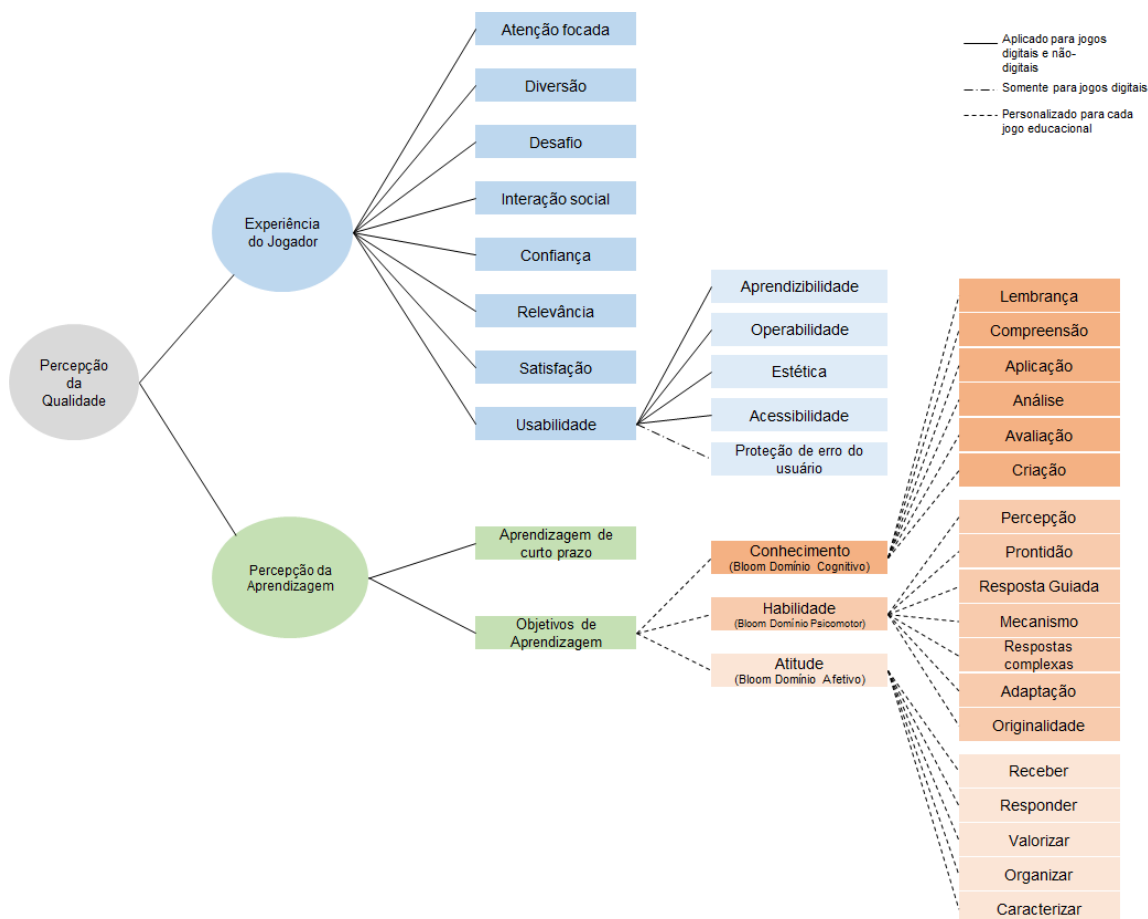 Percepção
da
Qualidade
Experiência
do Jogador
Percepção da
Aprendizagem
Atenção focada
Diversão
Desafio
Interação social
Confiança
Relevância
Satisfação
Usabilidade
Aprendizagem de
curto prazo
Objetivos de
Aprendizagem
Aprendizibilidade
Operabilidade
Estética
Acessibilidade
Proteção de erro do
usuário
Conhecimento
(Bloom Domínio Cognitivo)
Habilidade
(Bloom Domínio Psicomotor)
Atitude
(Bloom Domínio Afetivo)
Lembrança
Compreensão
Aplicação
Análise
Avaliação
Criação
Percepção
Prontidão
Resposta Guiada
Mecanismo
Respostas
complexas
Adaptação
Originalidade
Receber
Responder
Valorizar
Organizar
Caracterizar
Aplicado para jogos
digitais e não-
digitais
Somente para jogos digitais
Personalizado para cada
jogo educacional